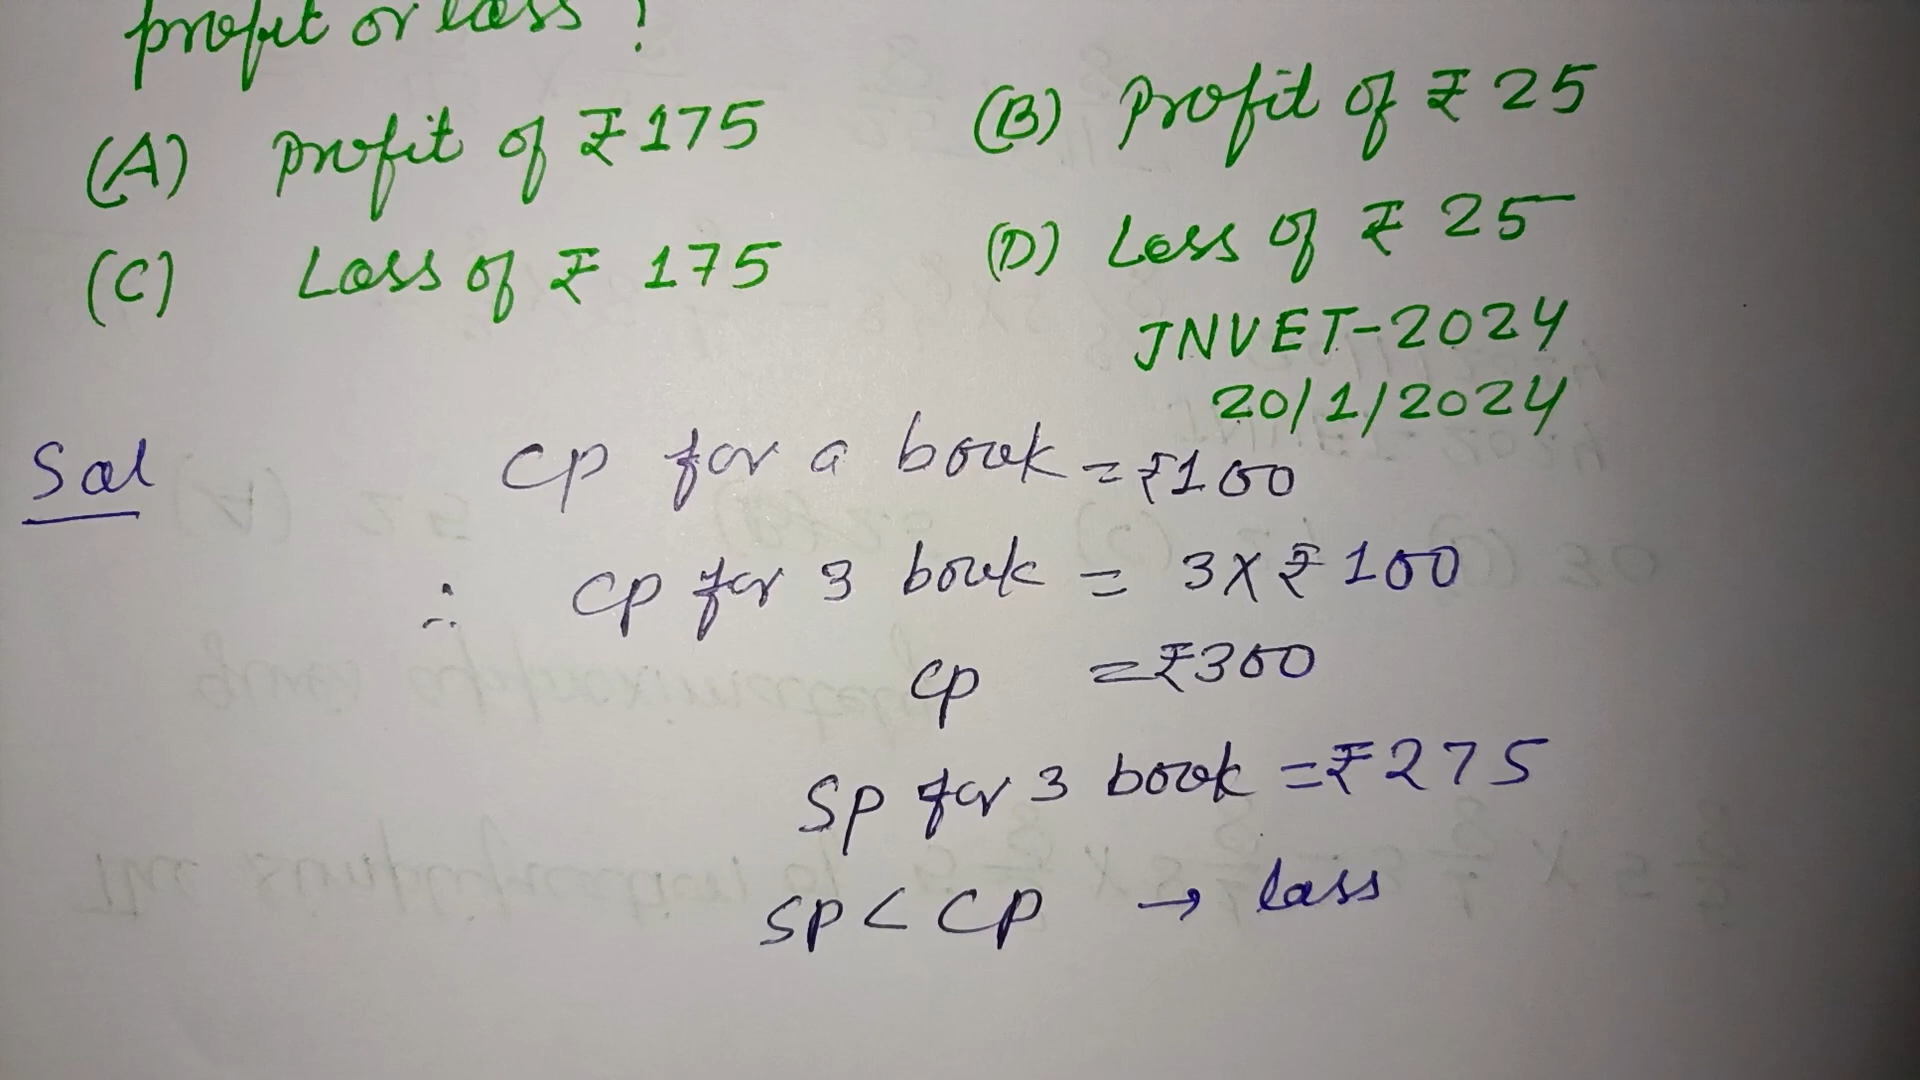 profit or loss?
(A) profit of ₹175 (B) Profit of ₹25
(C) Loss of ₹ 175 (D) Loss of ₹ 25
JNVET-2024
20/1/2024
Sol CP for a book = ₹100
∴ CP for 3 book = 3X₹100
CP = ₹300
SP for 3 book = ₹275
SP < CP → loss